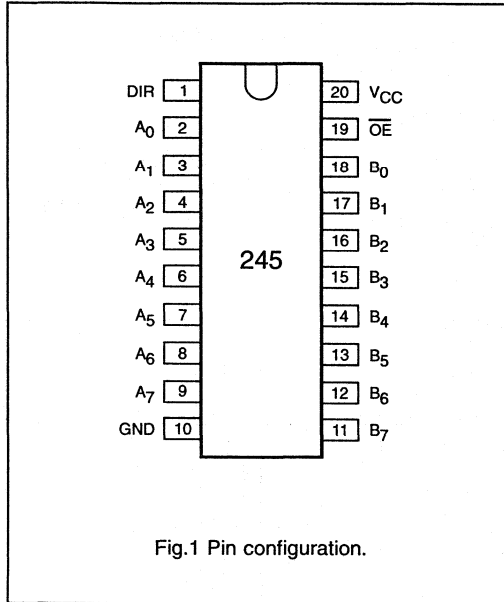 DIR 1 20 VCC
A0 2 19 OE
A1 3 18 B0
A2 4 17 B1
A3 5 16 B2
245
A4 6 15 B3
A5 7 14 B4
A6 8 13 B5
A7 9 12 B6
GND 10 11 B7
Fig.1 Pin configuration.